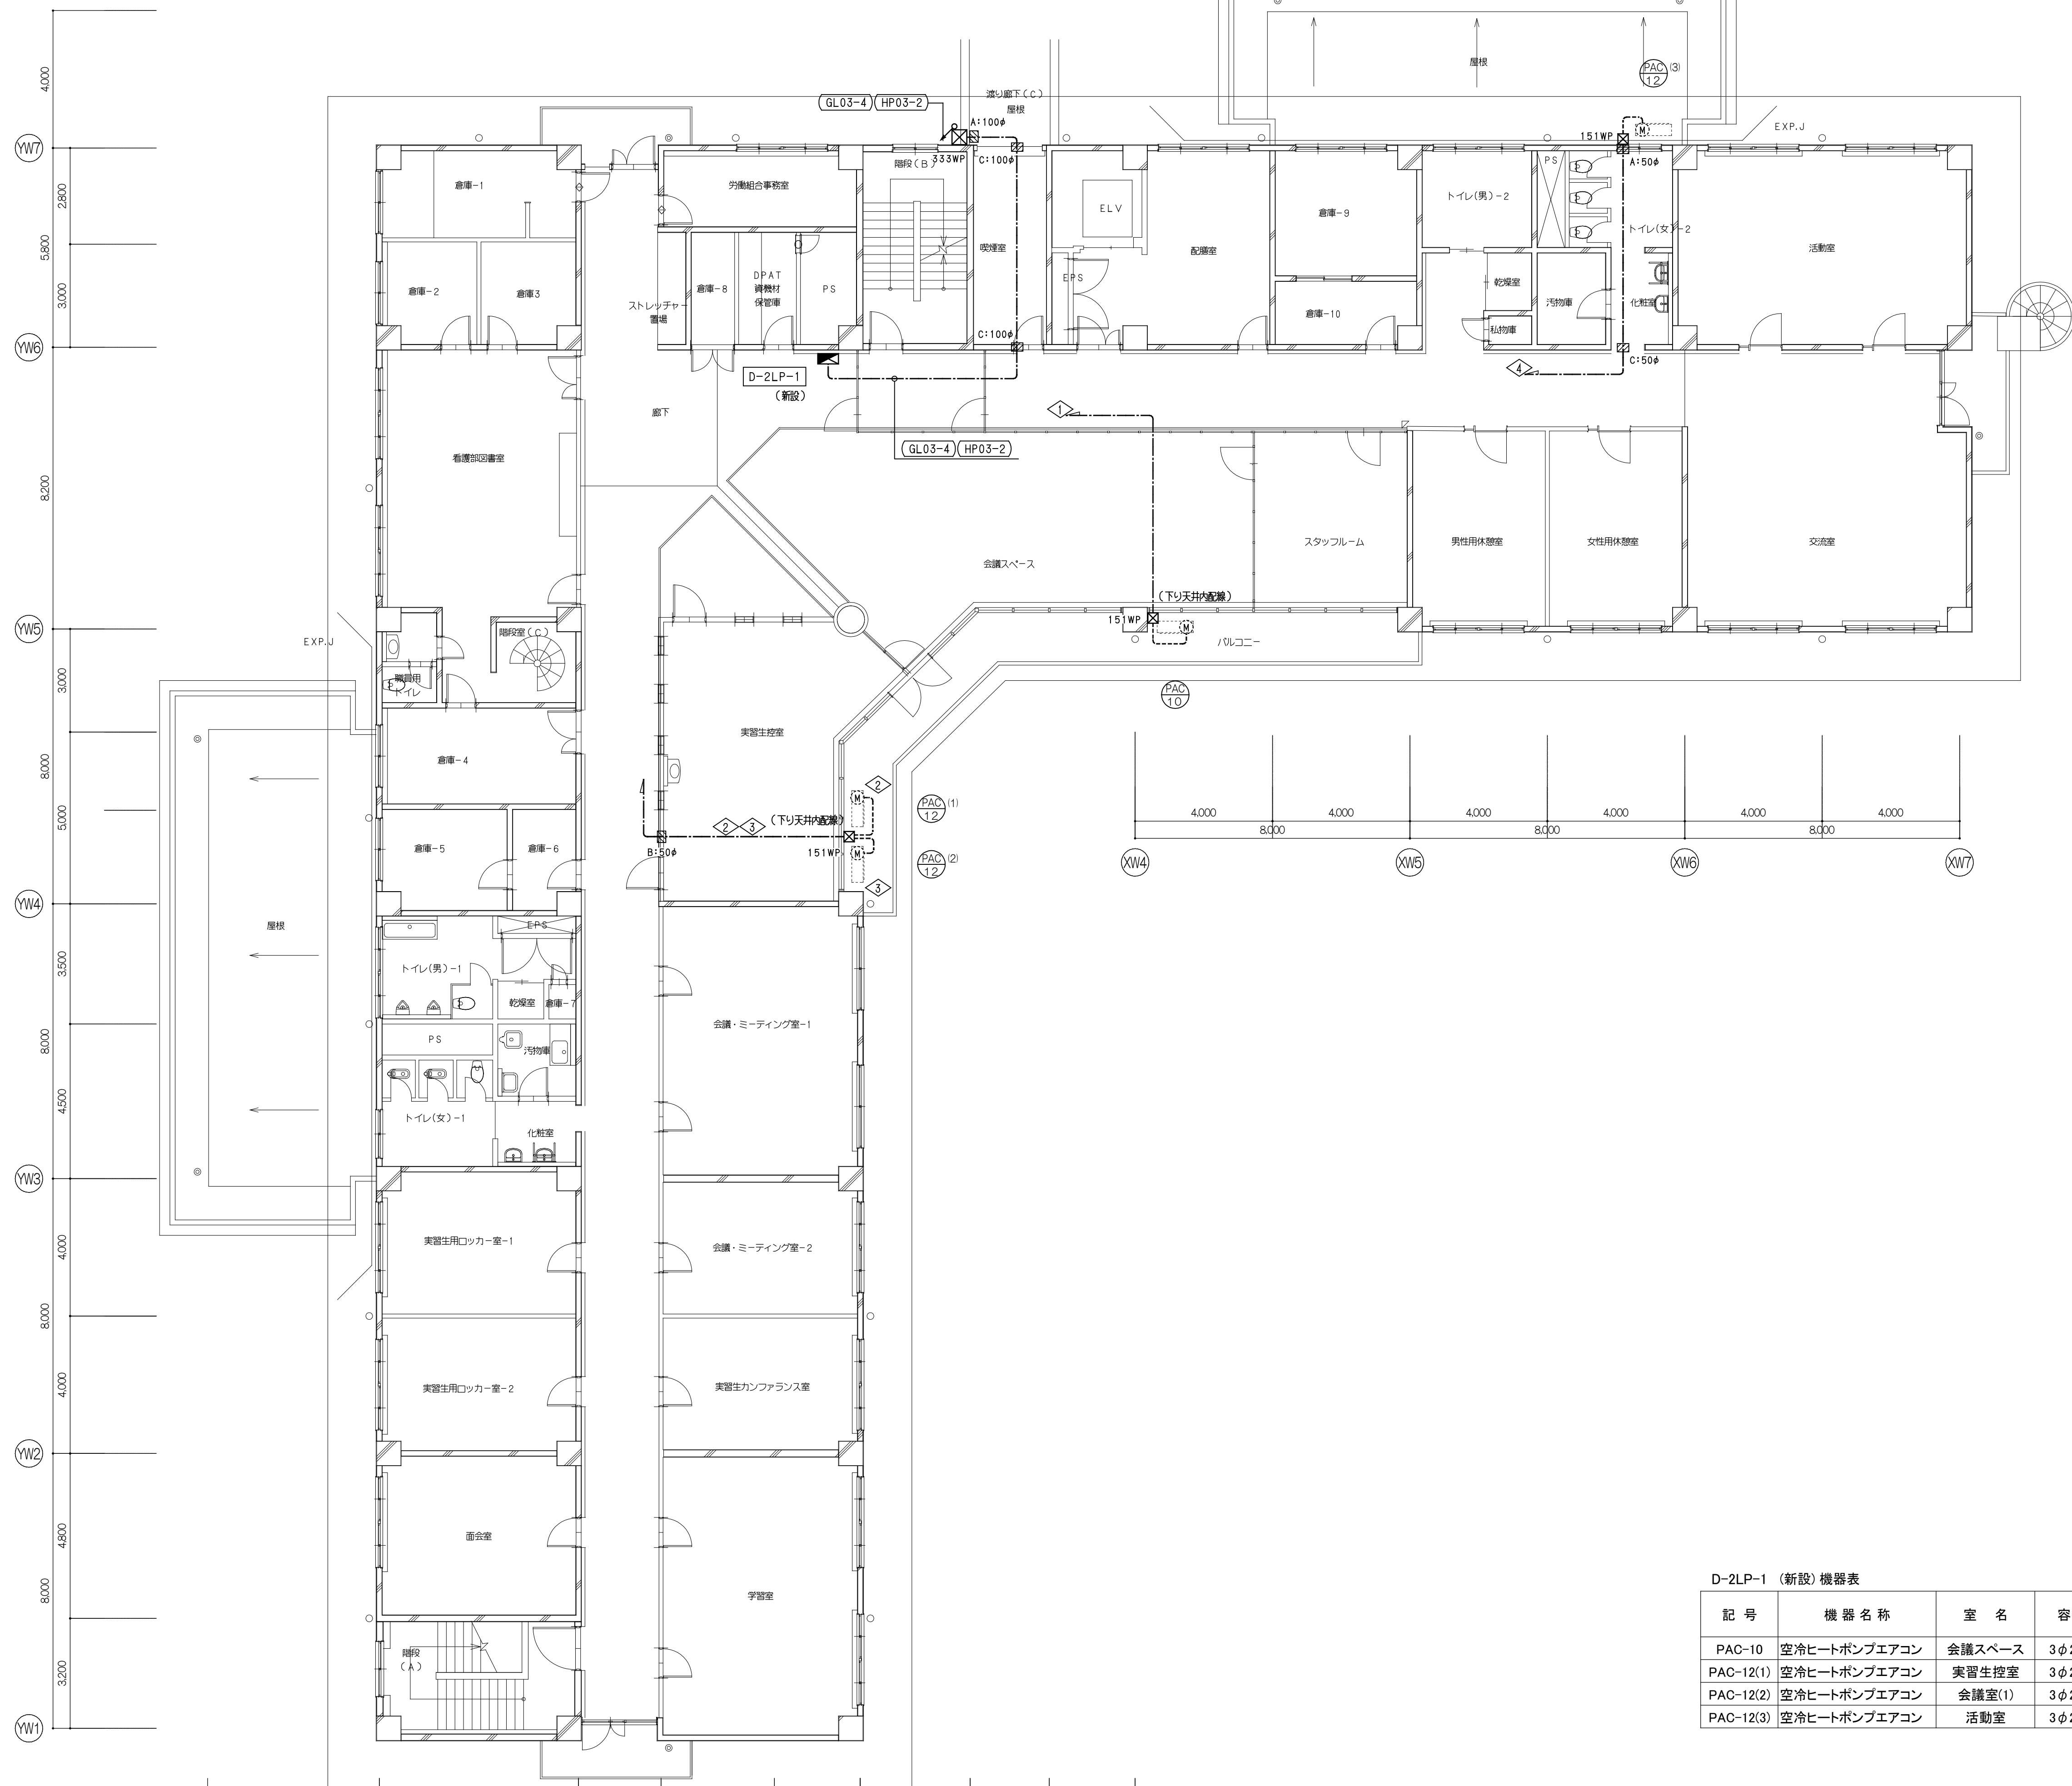 屋根
PAC (3)
12
GL03-4 HP03-2
渡り廊下(C)
屋根
A:100φ
333WP
C:100φ
151WP
A:50φ
EXP.J
YW7
倉庫-1
労働組合事務室
階段(B)
ELV
配膳室
倉庫-9
トイレ(男)-2
PS
トイレ(女)-2
活動室
喫煙室
EPS
倉庫-2
倉庫3
ストレッチャー
置場
倉庫-8
DPAT
資機材
保管庫
PS
C:100φ
倉庫-10
乾燥室
私物庫
汚物庫
化粧室
C:50φ
YW6
D-2LP-1
(新設)
4
1
廊下
GL03-4 HP03-2
看護部図書室
会議スペース
スタッフルーム
男性用休憩室
女性用休憩室
交流室
(下り天井内配線)
151WP
M
バルコニー
PAC
10
YW5
EXP.J
階段室(C)
職員用
トイレ
実習生控室
倉庫-4
2
M
PAC (1)
12
2 3 (下り天井内配線)
B:50φ
151WP
M
PAC (2)
12
3
倉庫-5
倉庫-6
YW4
屋根
EPS
トイレ(男)-1
乾燥室
倉庫-7
PS
汚物庫
トイレ(女)-1
化粧室
会議・ミーティング室-1
YW3
実習生用ロッカー室-1
会議・ミーティング室-2
実習生用ロッカー室-2
実習生カンファランス室
YW2
面会室
学習室
階段
(A)
YW1
4,000
2,800
5,800
3,000
8,200
3,000
8,000
5,000
3,500
8,000
4,500
4,000
8,000
4,000
4,800
8,000
3,200
4,000 4,000 4,000 4,000 4,000 4,000
8,000 8,000 8,000
XW4 XW5 XW6 XW7
D-2LP-1 (新設)機器表
記 号 機 器 名 称 室 名 容
PAC-10 空冷ヒートポンプエアコン 会議スペース 3φ2
PAC-12(1) 空冷ヒートポンプエアコン 実習生控室 3φ2
PAC-12(2) 空冷ヒートポンプエアコン 会議室(1) 3φ2
PAC-12(3) 空冷ヒートポンプエアコン 活動室 3φ2